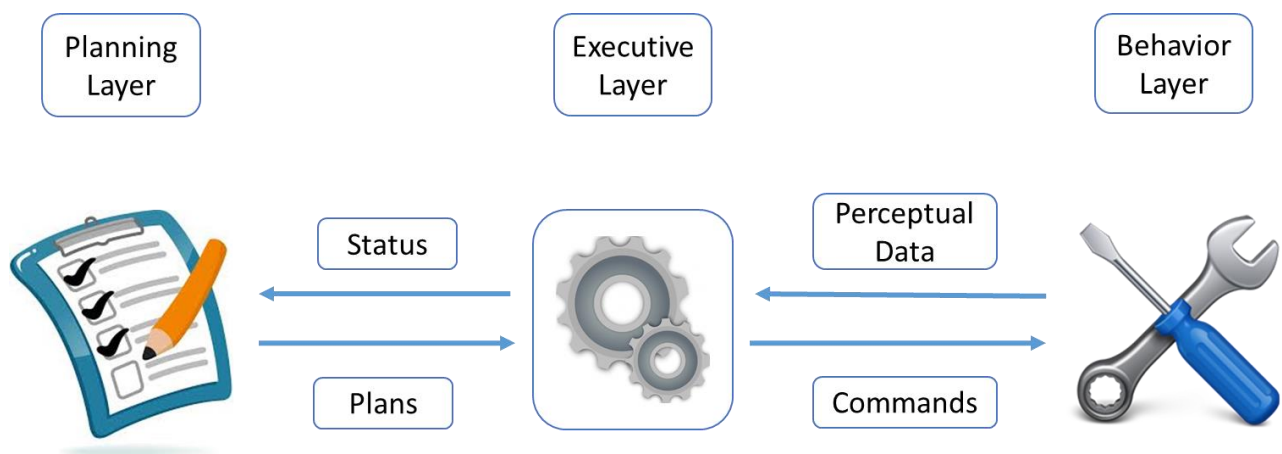 Planning
Layer
Executive
Layer
Behavior
Layer
Status
Perceptual
Data
Plans
Commands